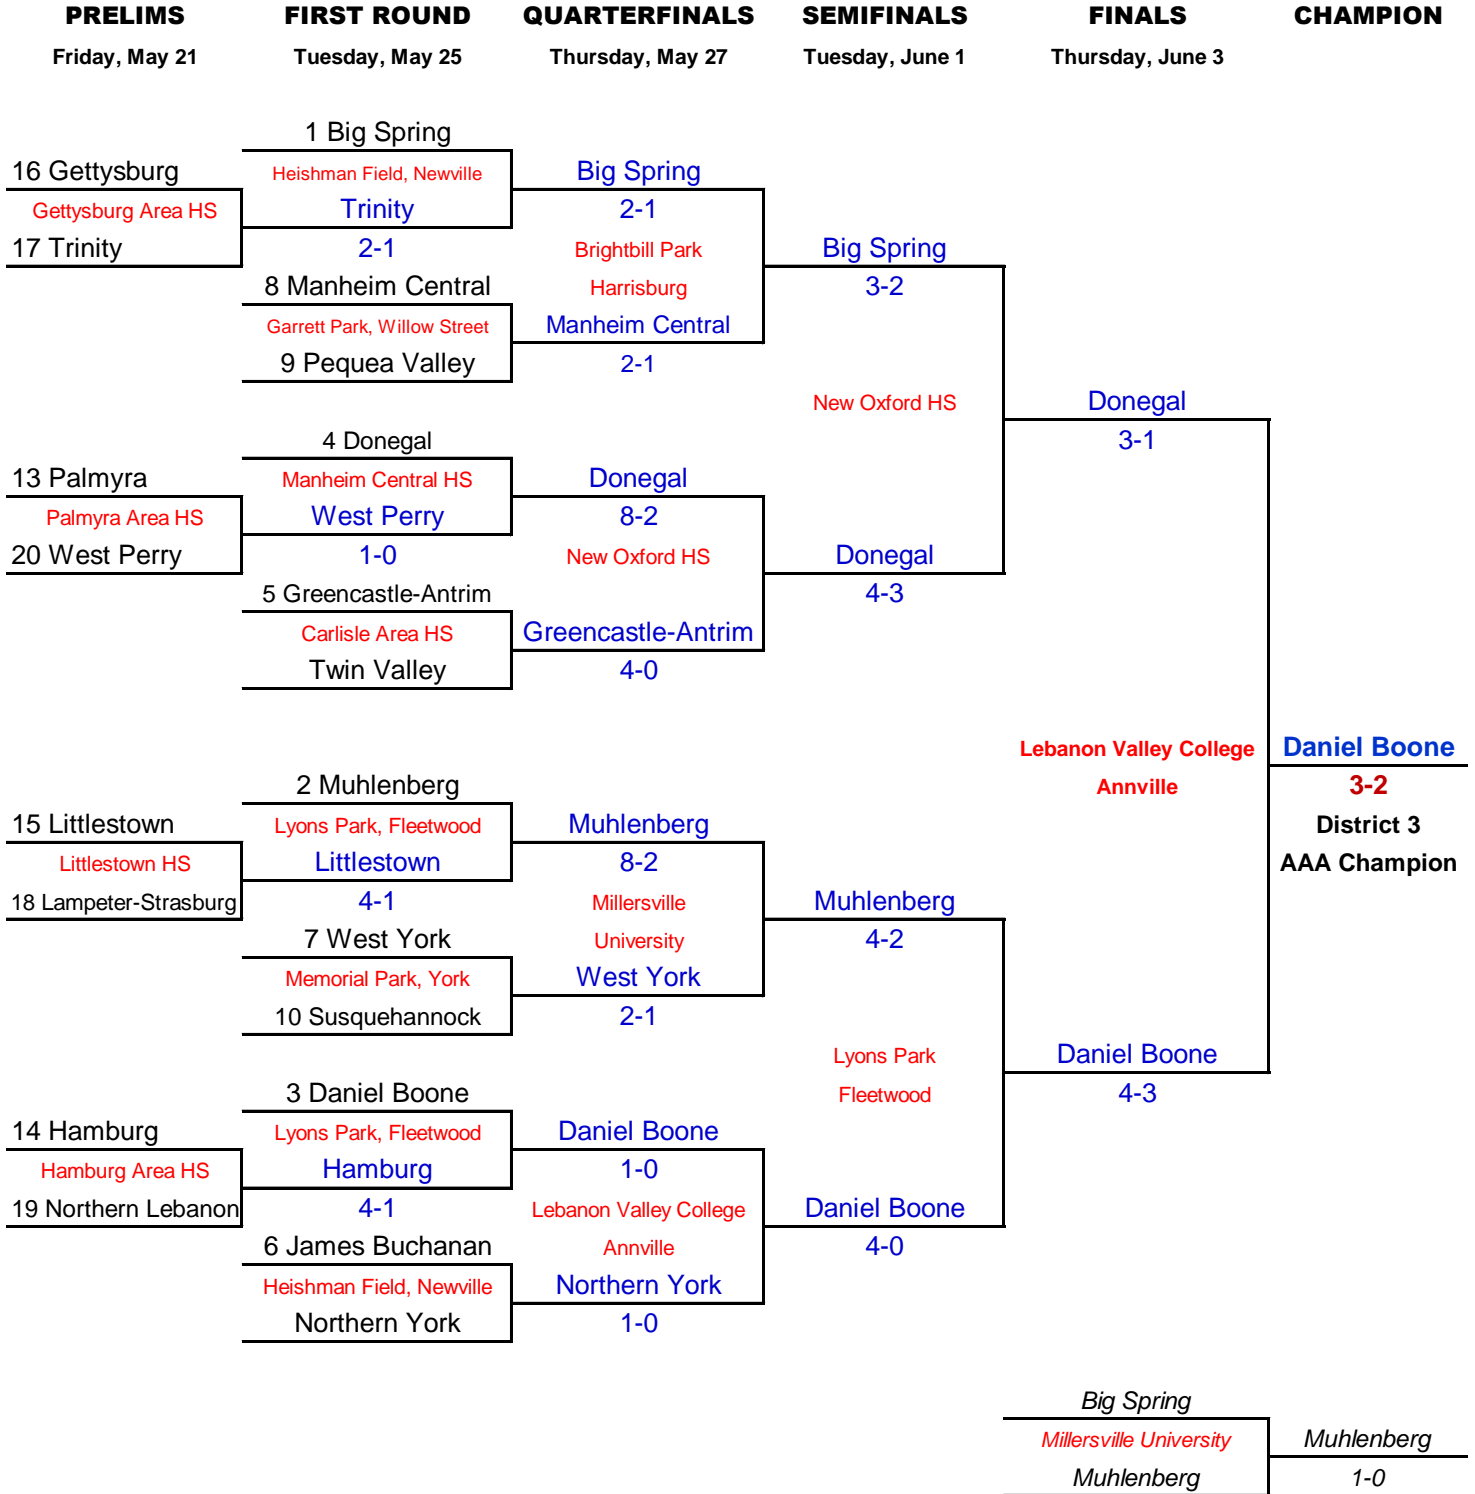 PRELIMS FIRST ROUND QUARTERFINALS SEMIFINALS FINALS CHAMPION
Friday, May 21 Tuesday, May 25 Thursday, May 27 Tuesday, June 1 Thursday, June 3
1 Big Spring
16 Gettysburg Heishman Field, Newville Big Spring
Gettysburg Area HS Trinity 2-1
17 Trinity 2-1 Brightbill Park Big Spring
8 Manheim Central Harrisburg 3-2
Garrett Park, Willow Street Manheim Central
9 Pequea Valley 2-1
New Oxford HS Donegal
4 Donegal 3-1
13 Palmyra Manheim Central HS Donegal
Palmyra Area HS West Perry 8-2
20 West Perry 1-0 New Oxford HS Donegal
5 Greencastle-Antrim 4-3
Carlisle Area HS Greencastle-Antrim
Twin Valley 4-0
Lebanon Valley College Daniel Boone
2 Muhlenberg Annville 3-2
15 Littlestown Lyons Park, Fleetwood Muhlenberg District 3
Littlestown HS Littlestown 8-2 AAA Champion
18 Lampeter-Strasburg 4-1 Millersville Muhlenberg
7 West York University 4-2
Memorial Park, York West York
10 Susquehannock 2-1
Lyons Park Daniel Boone
3 Daniel Boone Fleetwood 4-3
14 Hamburg Lyons Park, Fleetwood Daniel Boone
Hamburg Area HS Hamburg 1-0
19 Northern Lebanon 4-1 Lebanon Valley College Daniel Boone
6 James Buchanan Annville 4-0
Heishman Field, Newville Northern York
Northern York 1-0
Big Spring
Millersville University Muhlenberg
Muhlenberg 1-0